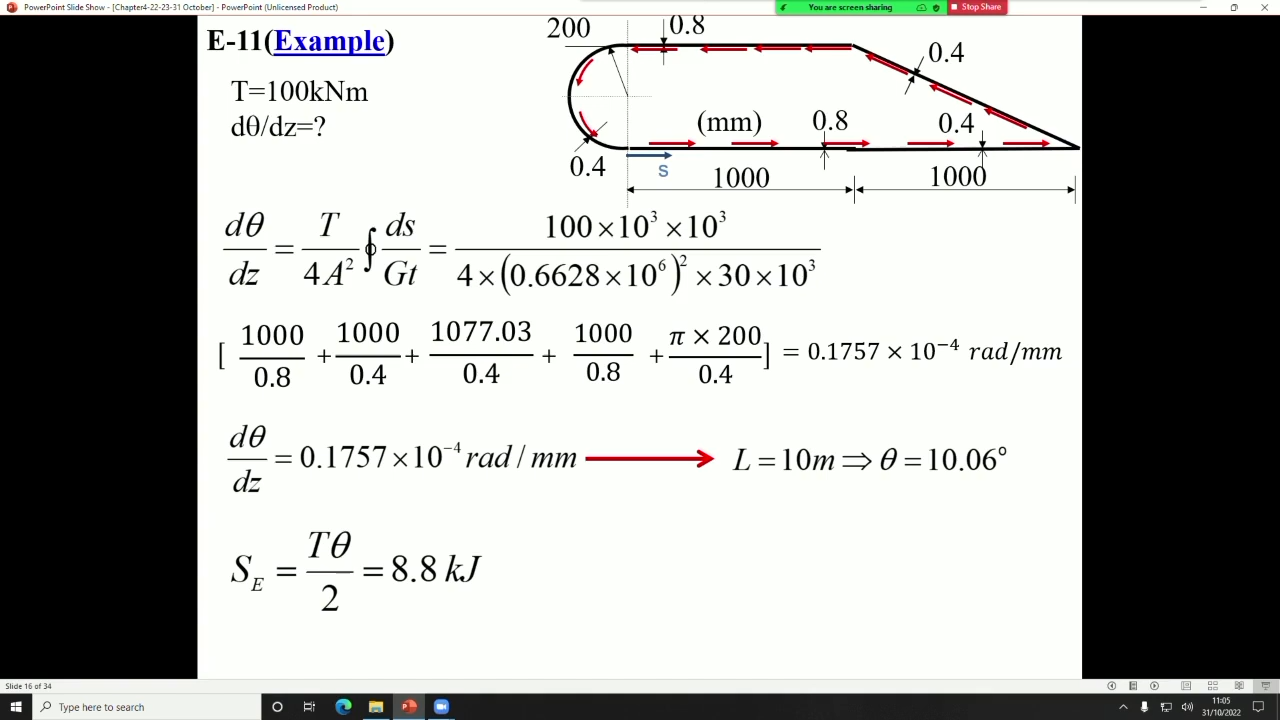 PowerPoint Slide Show - [Chapter4-22-23-31 October] - PowerPoint (Unlicensed Product)
You are screen sharing
Stop Share
E-11(Example)
T=100kNm
dθ/dz=?
200
0.8
0.4
(mm)
0.8
0.4
0.4
s
1000
1000
dθ/dz = T/4A² ∮ ds/Gt = 100×10³×10³ / 4×(0.6628×10⁶)²×30×10³
[ 1000/0.8 + 1000/0.4 + 1077.03/0.4 + 1000/0.8 + π × 200/0.4 ] = 0.1757 × 10⁻⁴ rad/mm
dθ/dz = 0.1757×10⁻⁴ rad / mm → L = 10m ⇒ θ = 10.06°
S_E = Tθ/2 = 8.8 kJ
Slide 16 of 34
Type here to search
11:05
31/10/2022